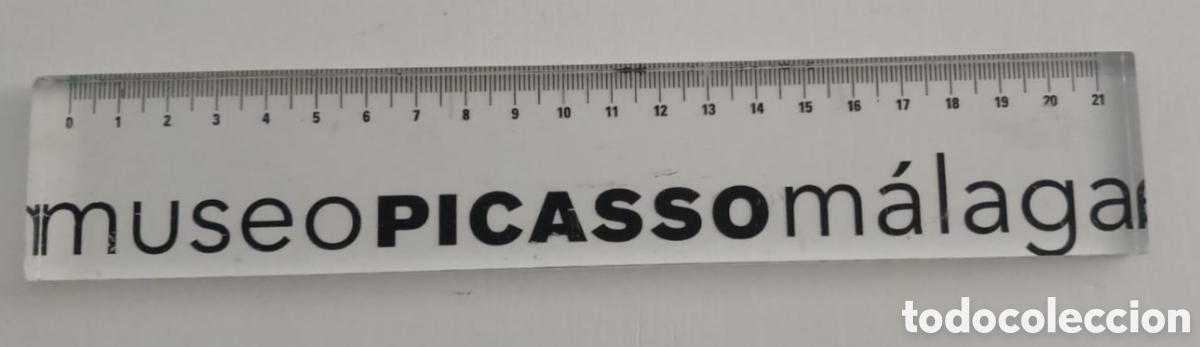 0 1 2 3 4 5 6 7 8 9 10 11 12 13 14 15 16 17 18 19 20 21
museoPICASSOmálaga
todocoleccion